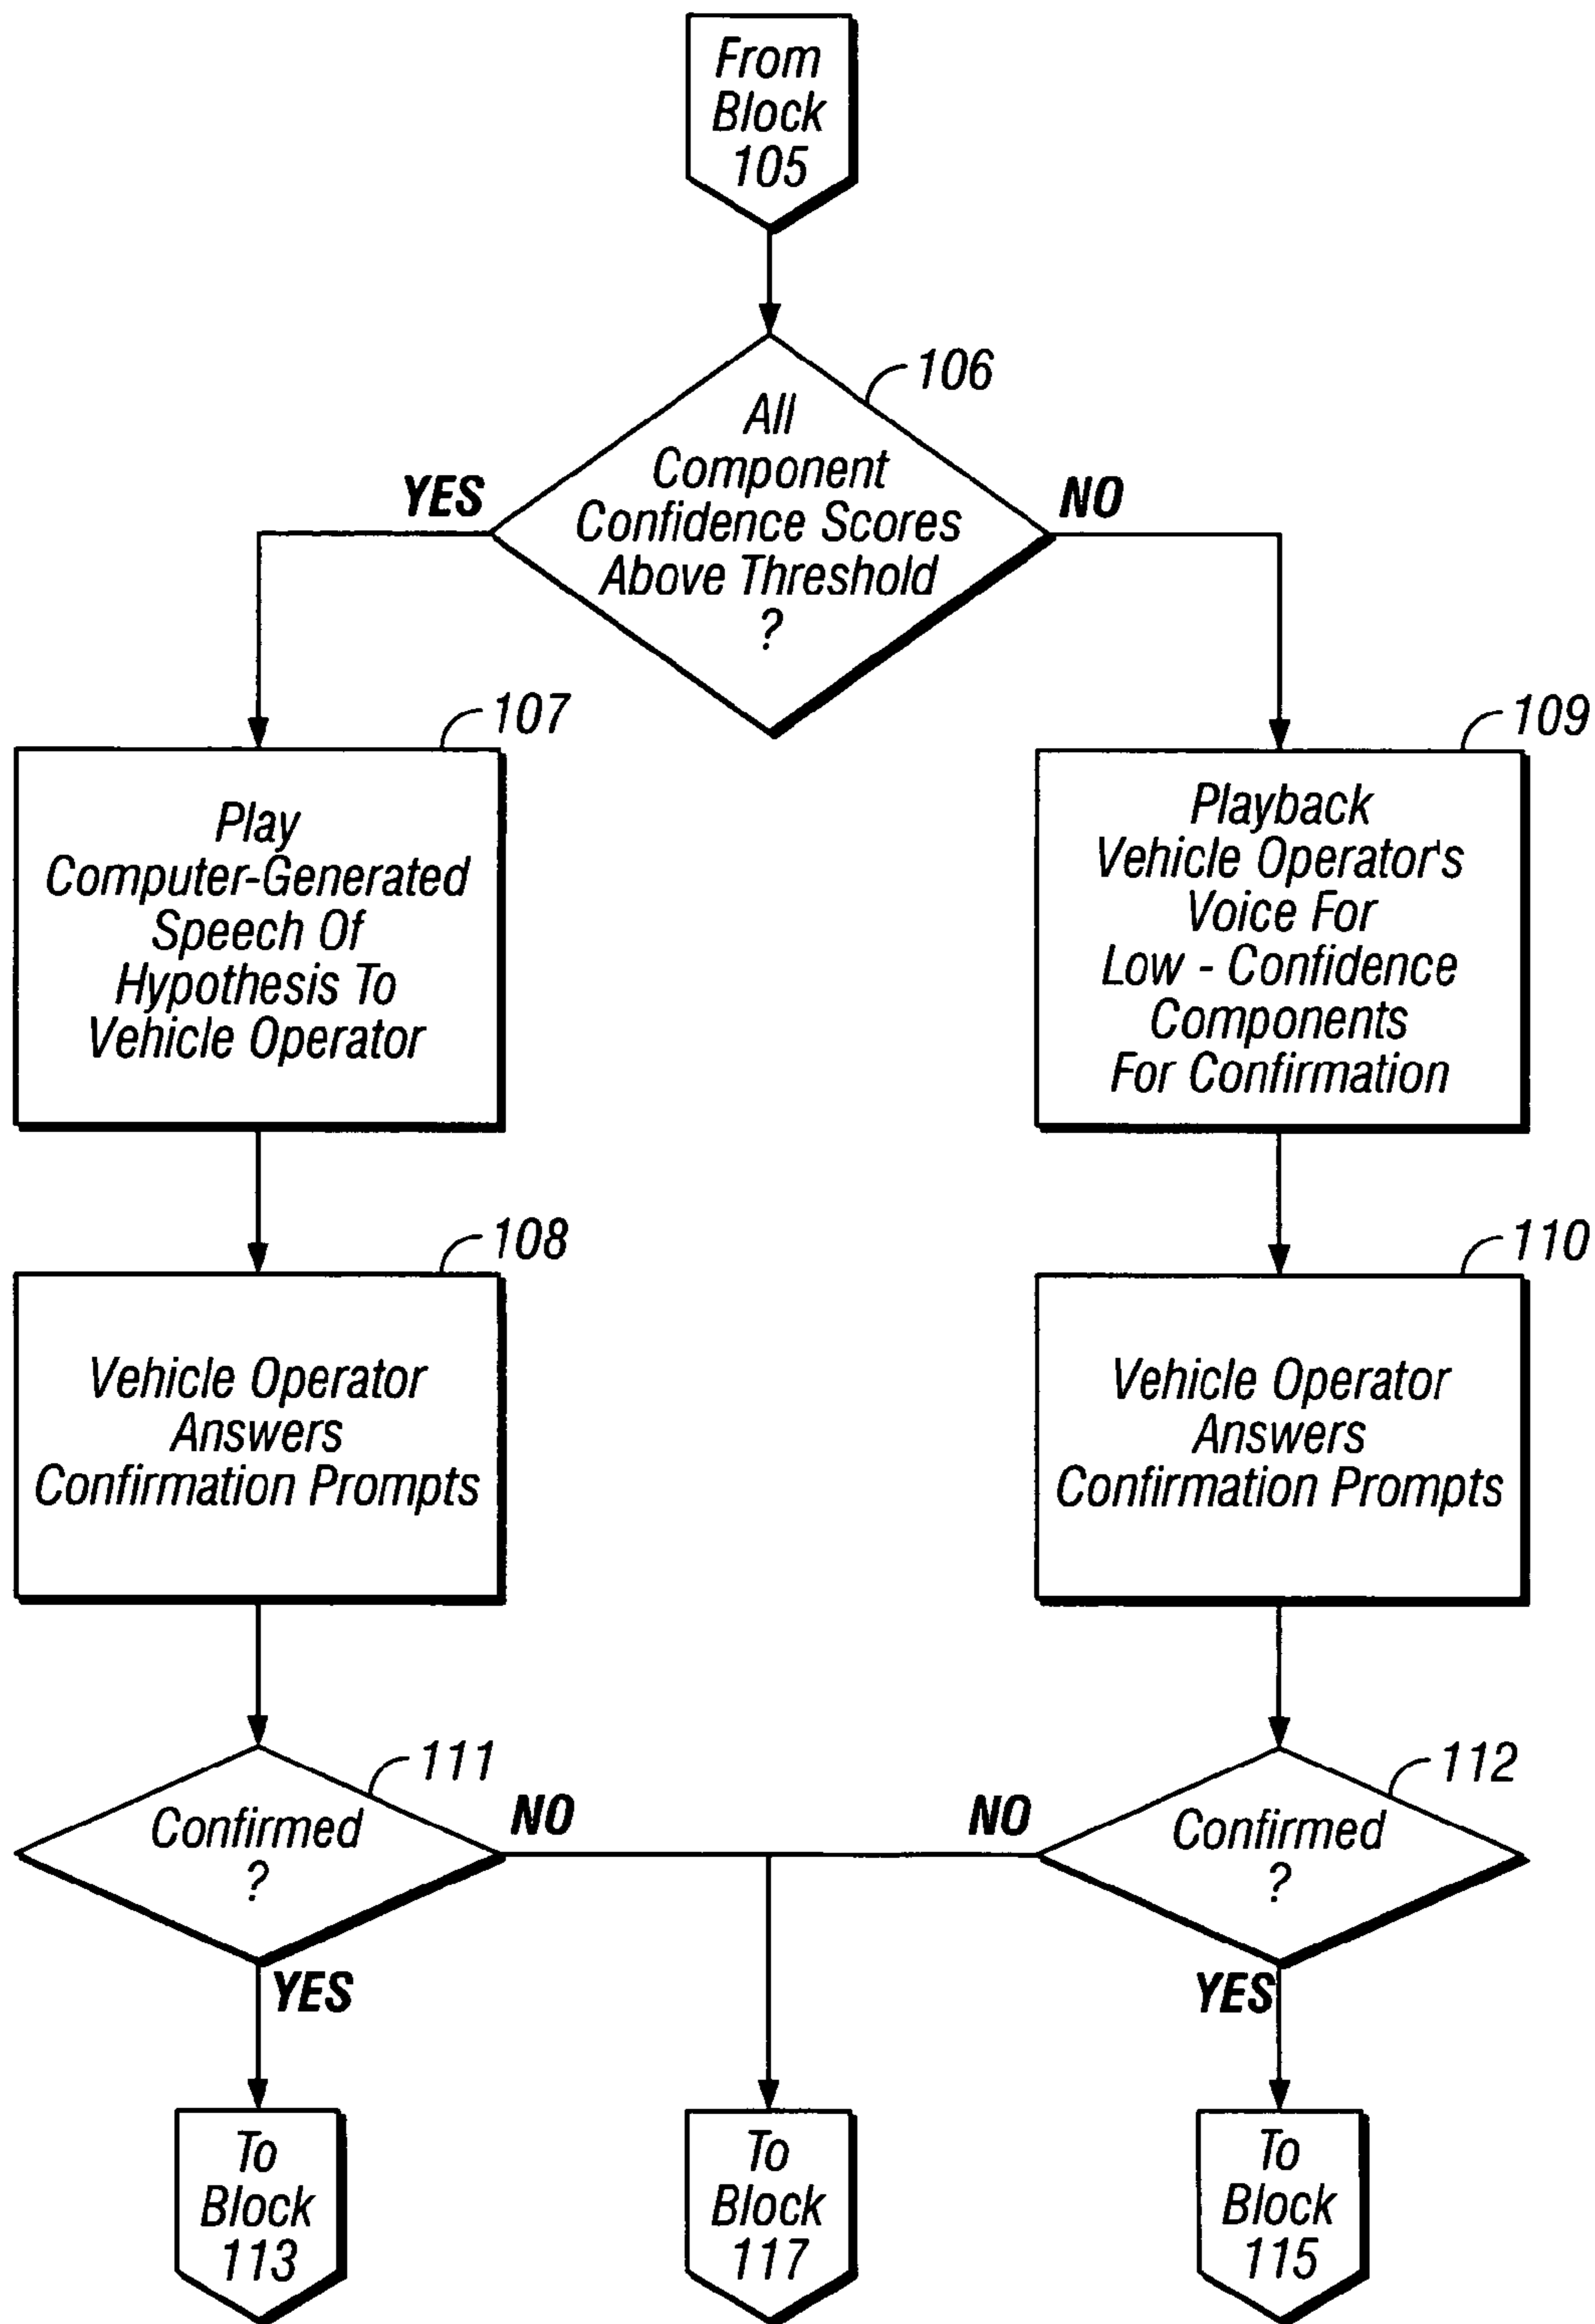 From
Block
105
106
All
Component
Confidence Scores
Above Threshold
?
YES
NO
107
Play
Computer-Generated
Speech Of
Hypothesis To
Vehicle Operator
109
Playback
Vehicle Operator's
Voice For
Low - Confidence
Components
For Confirmation
108
Vehicle Operator
Answers
Confirmation Prompts
110
Vehicle Operator
Answers
Confirmation Prompts
111
Confirmed
?
NO
YES
112
Confirmed
?
NO
YES
To
Block
113
To
Block
117
To
Block
115